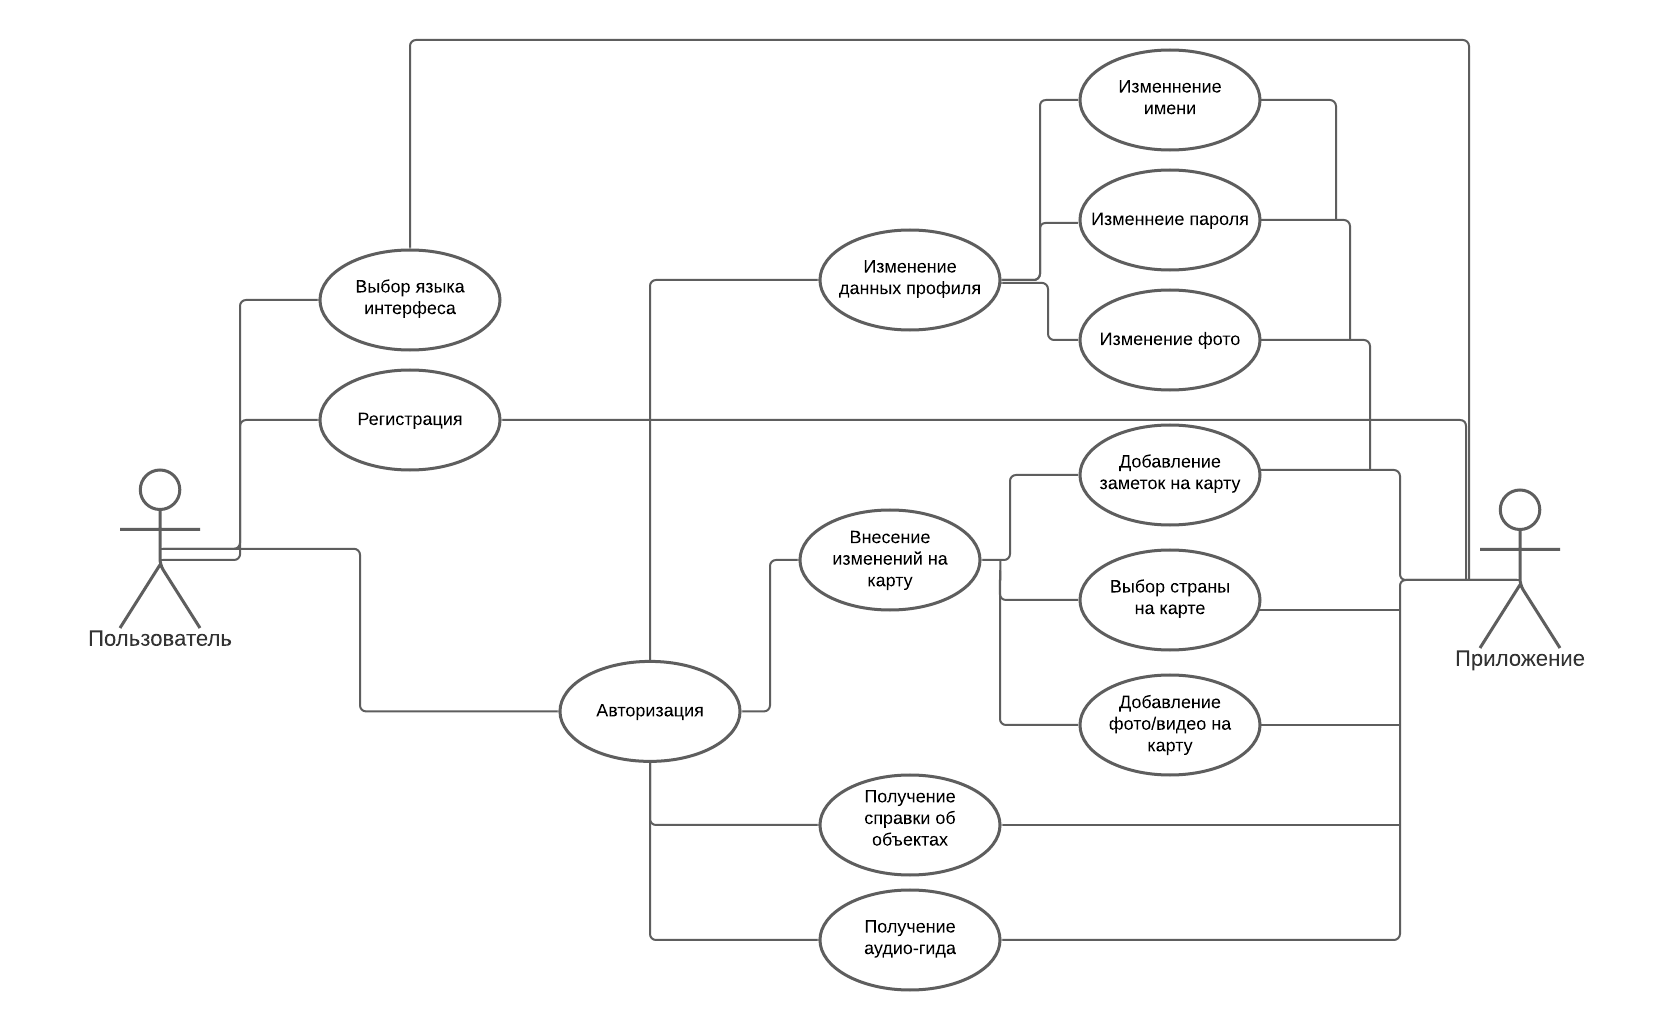 Изменнение
имени
Изменнеие пароля
Изменение
данных профиля
Выбор языка
интерфеса
Изменение фото
Регистрация
Добавление
заметок на карту
Внесение
изменений на
карту
Выбор страны
на карте
Пользователь
Приложение
Авторизация
Добавление
фото/видео на
карту
Получение
справки об
объектах
Получение
аудио-гида